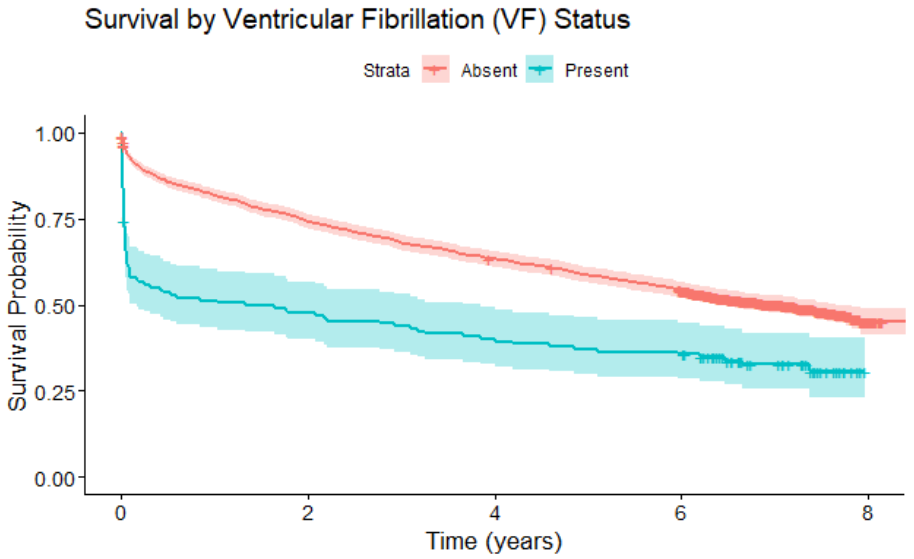 Survival by Ventricular Fibrillation (VF) Status
Strata Absent Present
Survival Probability
1.00
0.75
0.50
0.25
0.00
0 2 4 6 8
Time (years)